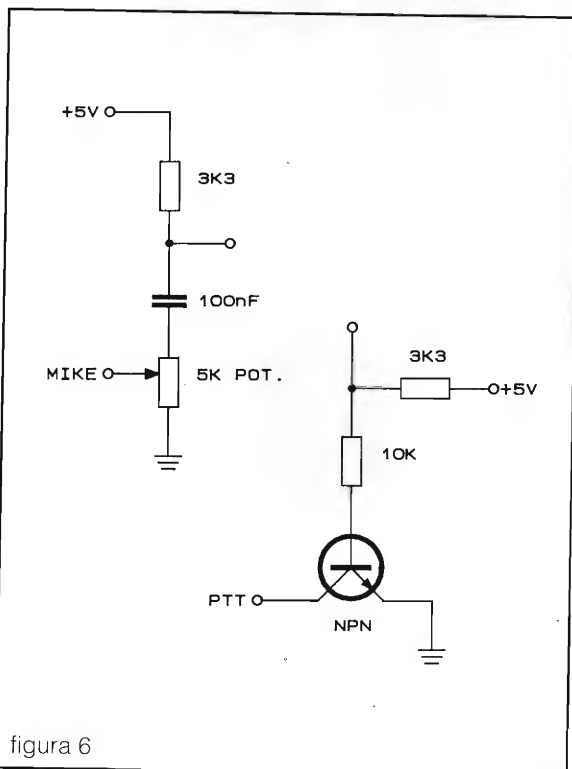 +5V
3K3
100nF
MIKE
5K POT.
3K3
+5V
10K
PTT
NPN
figura 6